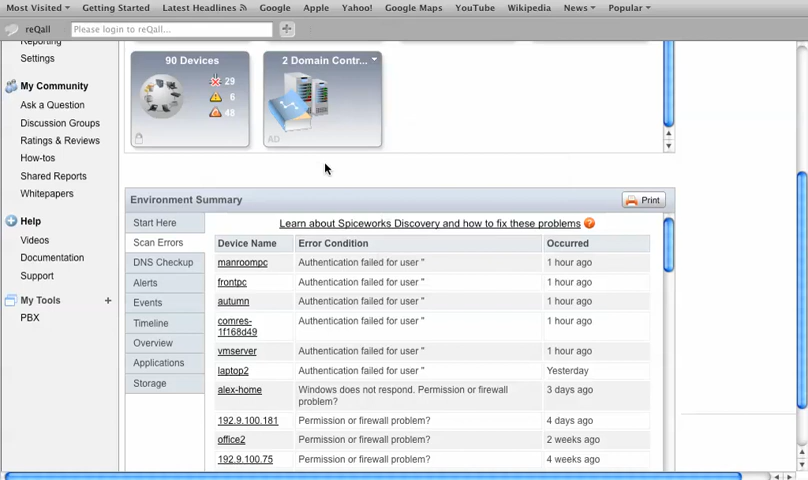 Most Visited Getting Started Latest Headlines Google Apple Yahoo! Google Maps YouTube Wikipedia News Popular
reQall Please login to reQall +
Reporting
Settings
My Community
Ask a Question
Discussion Groups
Ratings & Reviews
How-tos
Shared Reports
Whitepapers
Help
Videos
Documentation
Support
My Tools +
PBX
90 Devices
29
6
48
2 Domain Contr...
AD
Environment Summary
Print
Start Here
Scan Errors
DNS Checkup
Alerts
Events
Timeline
Overview
Applications
Storage
Learn about Spiceworks Discovery and how to fix these problems ?
Device Name Error Condition Occurred
manroompc Authentication failed for user '' 1 hour ago
frontpc Authentication failed for user '' 1 hour ago
autumn Authentication failed for user '' 1 hour ago
comres- Authentication failed for user '' 1 hour ago
1f168d49
vmserver Authentication failed for user '' 1 hour ago
laptop2 Authentication failed for user '' Yesterday
alex-home Windows does not respond. Permission or firewall 3 days ago
problem?
192.9.100.181 Permission or firewall problem? 4 days ago
office2 Permission or firewall problem? 2 weeks ago
192.9.100.75 Permission or firewall problem? 4 weeks ago